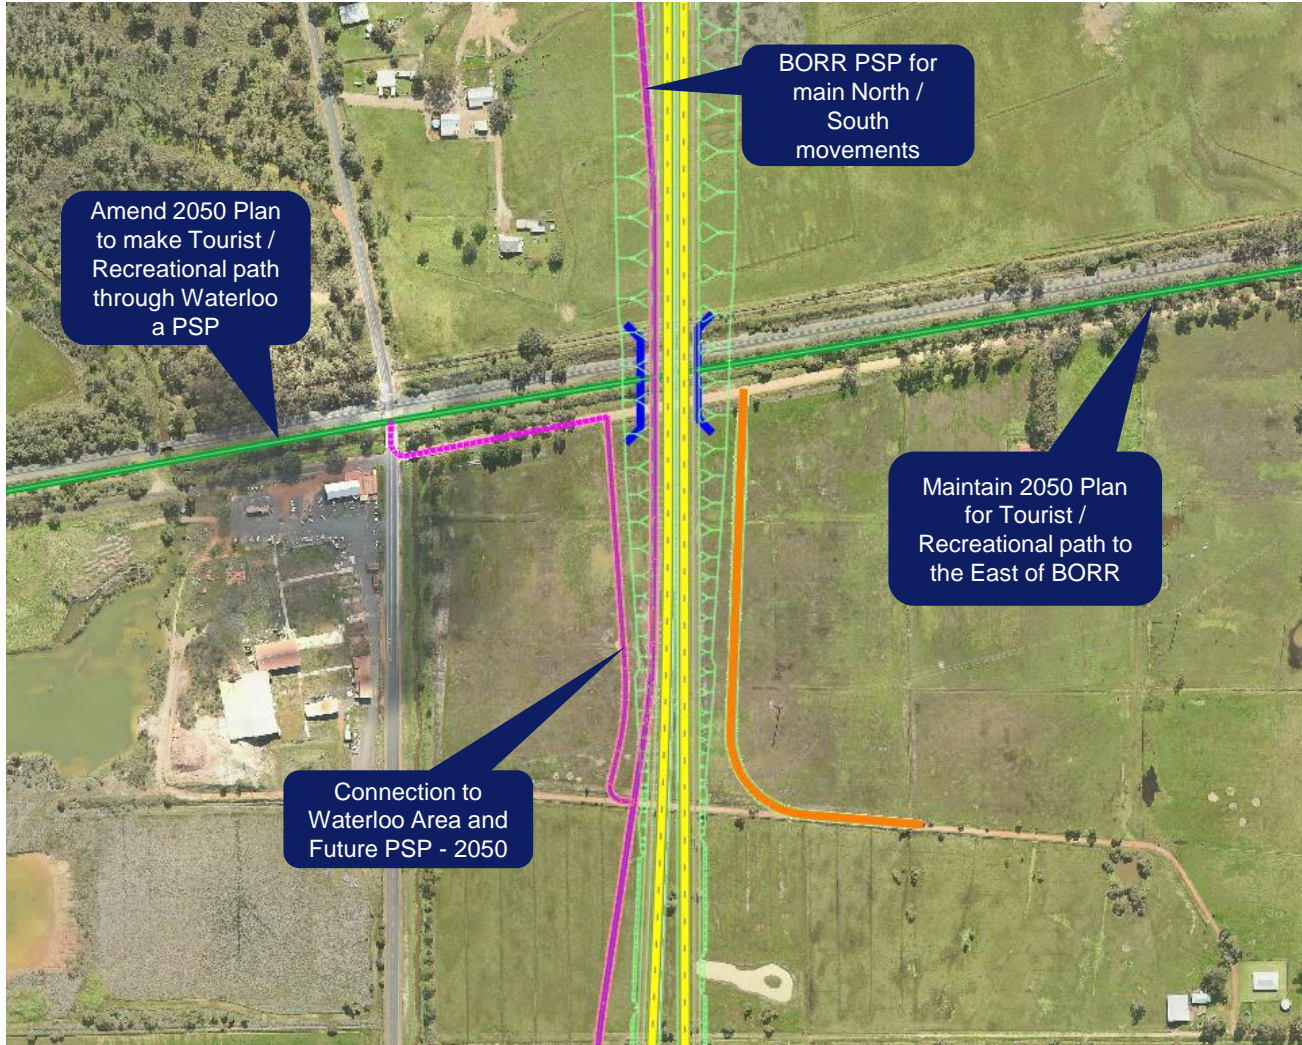 BORR PSP for
main North /
South
movements
Amend 2050 Plan
to make Tourist /
Recreational path
through Waterloo
a PSP
Maintain 2050 Plan
for Tourist /
Recreational path to
the East of BORR
Connection to
Waterloo Area and
Future PSP - 2050